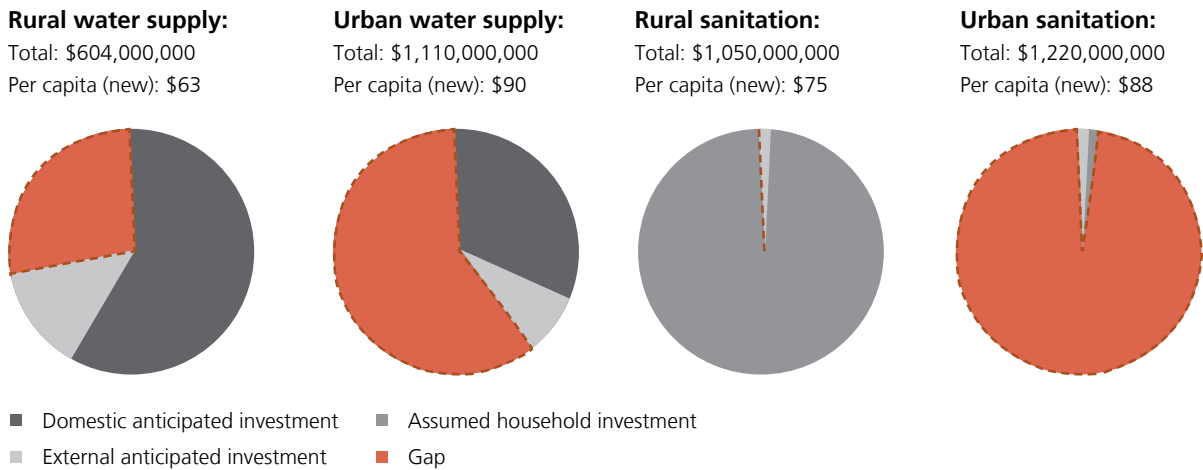 Rural water supply:
Total: $604,000,000
Per capita (new): $63
Urban water supply:
Total: $1,110,000,000
Per capita (new): $90
Rural sanitation:
Total: $1,050,000,000
Per capita (new): $75
Urban sanitation:
Total: $1,220,000,000
Per capita (new): $88
Domestic anticipated investment
External anticipated investment
Assumed household investment
Gap